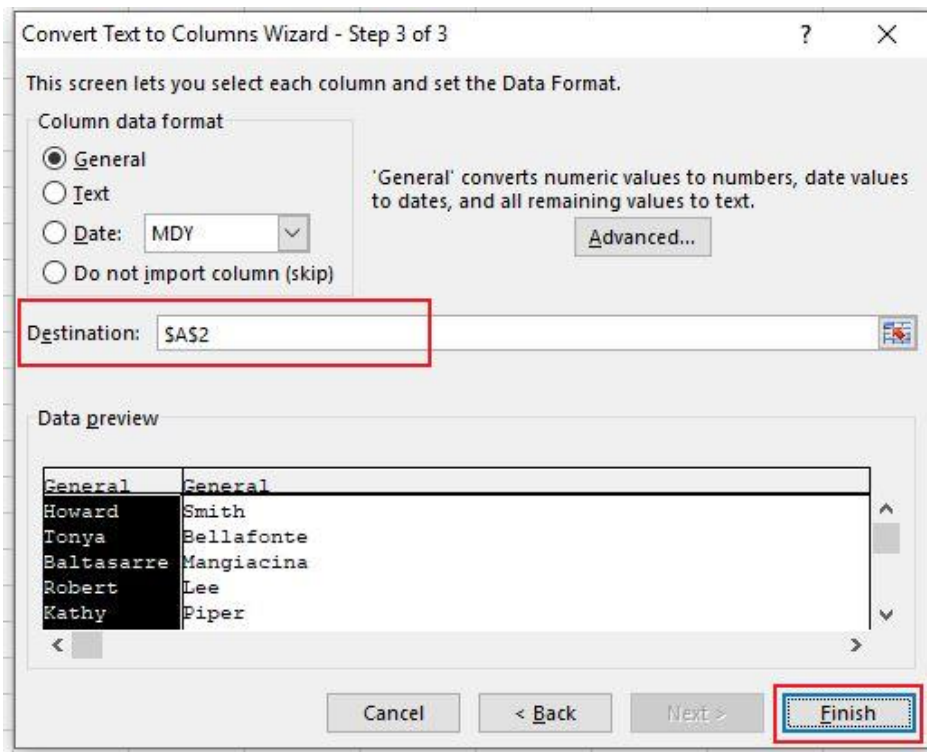 Convert Text to Columns Wizard - Step 3 of 3 ?
This screen lets you select each column and set the Data Format.
Column data format
General
Text
Date: MDY
Do not import column (skip)
'General' converts numeric values to numbers, date values
to dates, and all remaining values to text.
Advanced...
Destination: $A$2
Data preview
General General
Howard Smith
Tonya Bellafonte
Baltasarre Mangiacina
Robert Lee
Kathy Piper
Cancel < Back Next > Finish